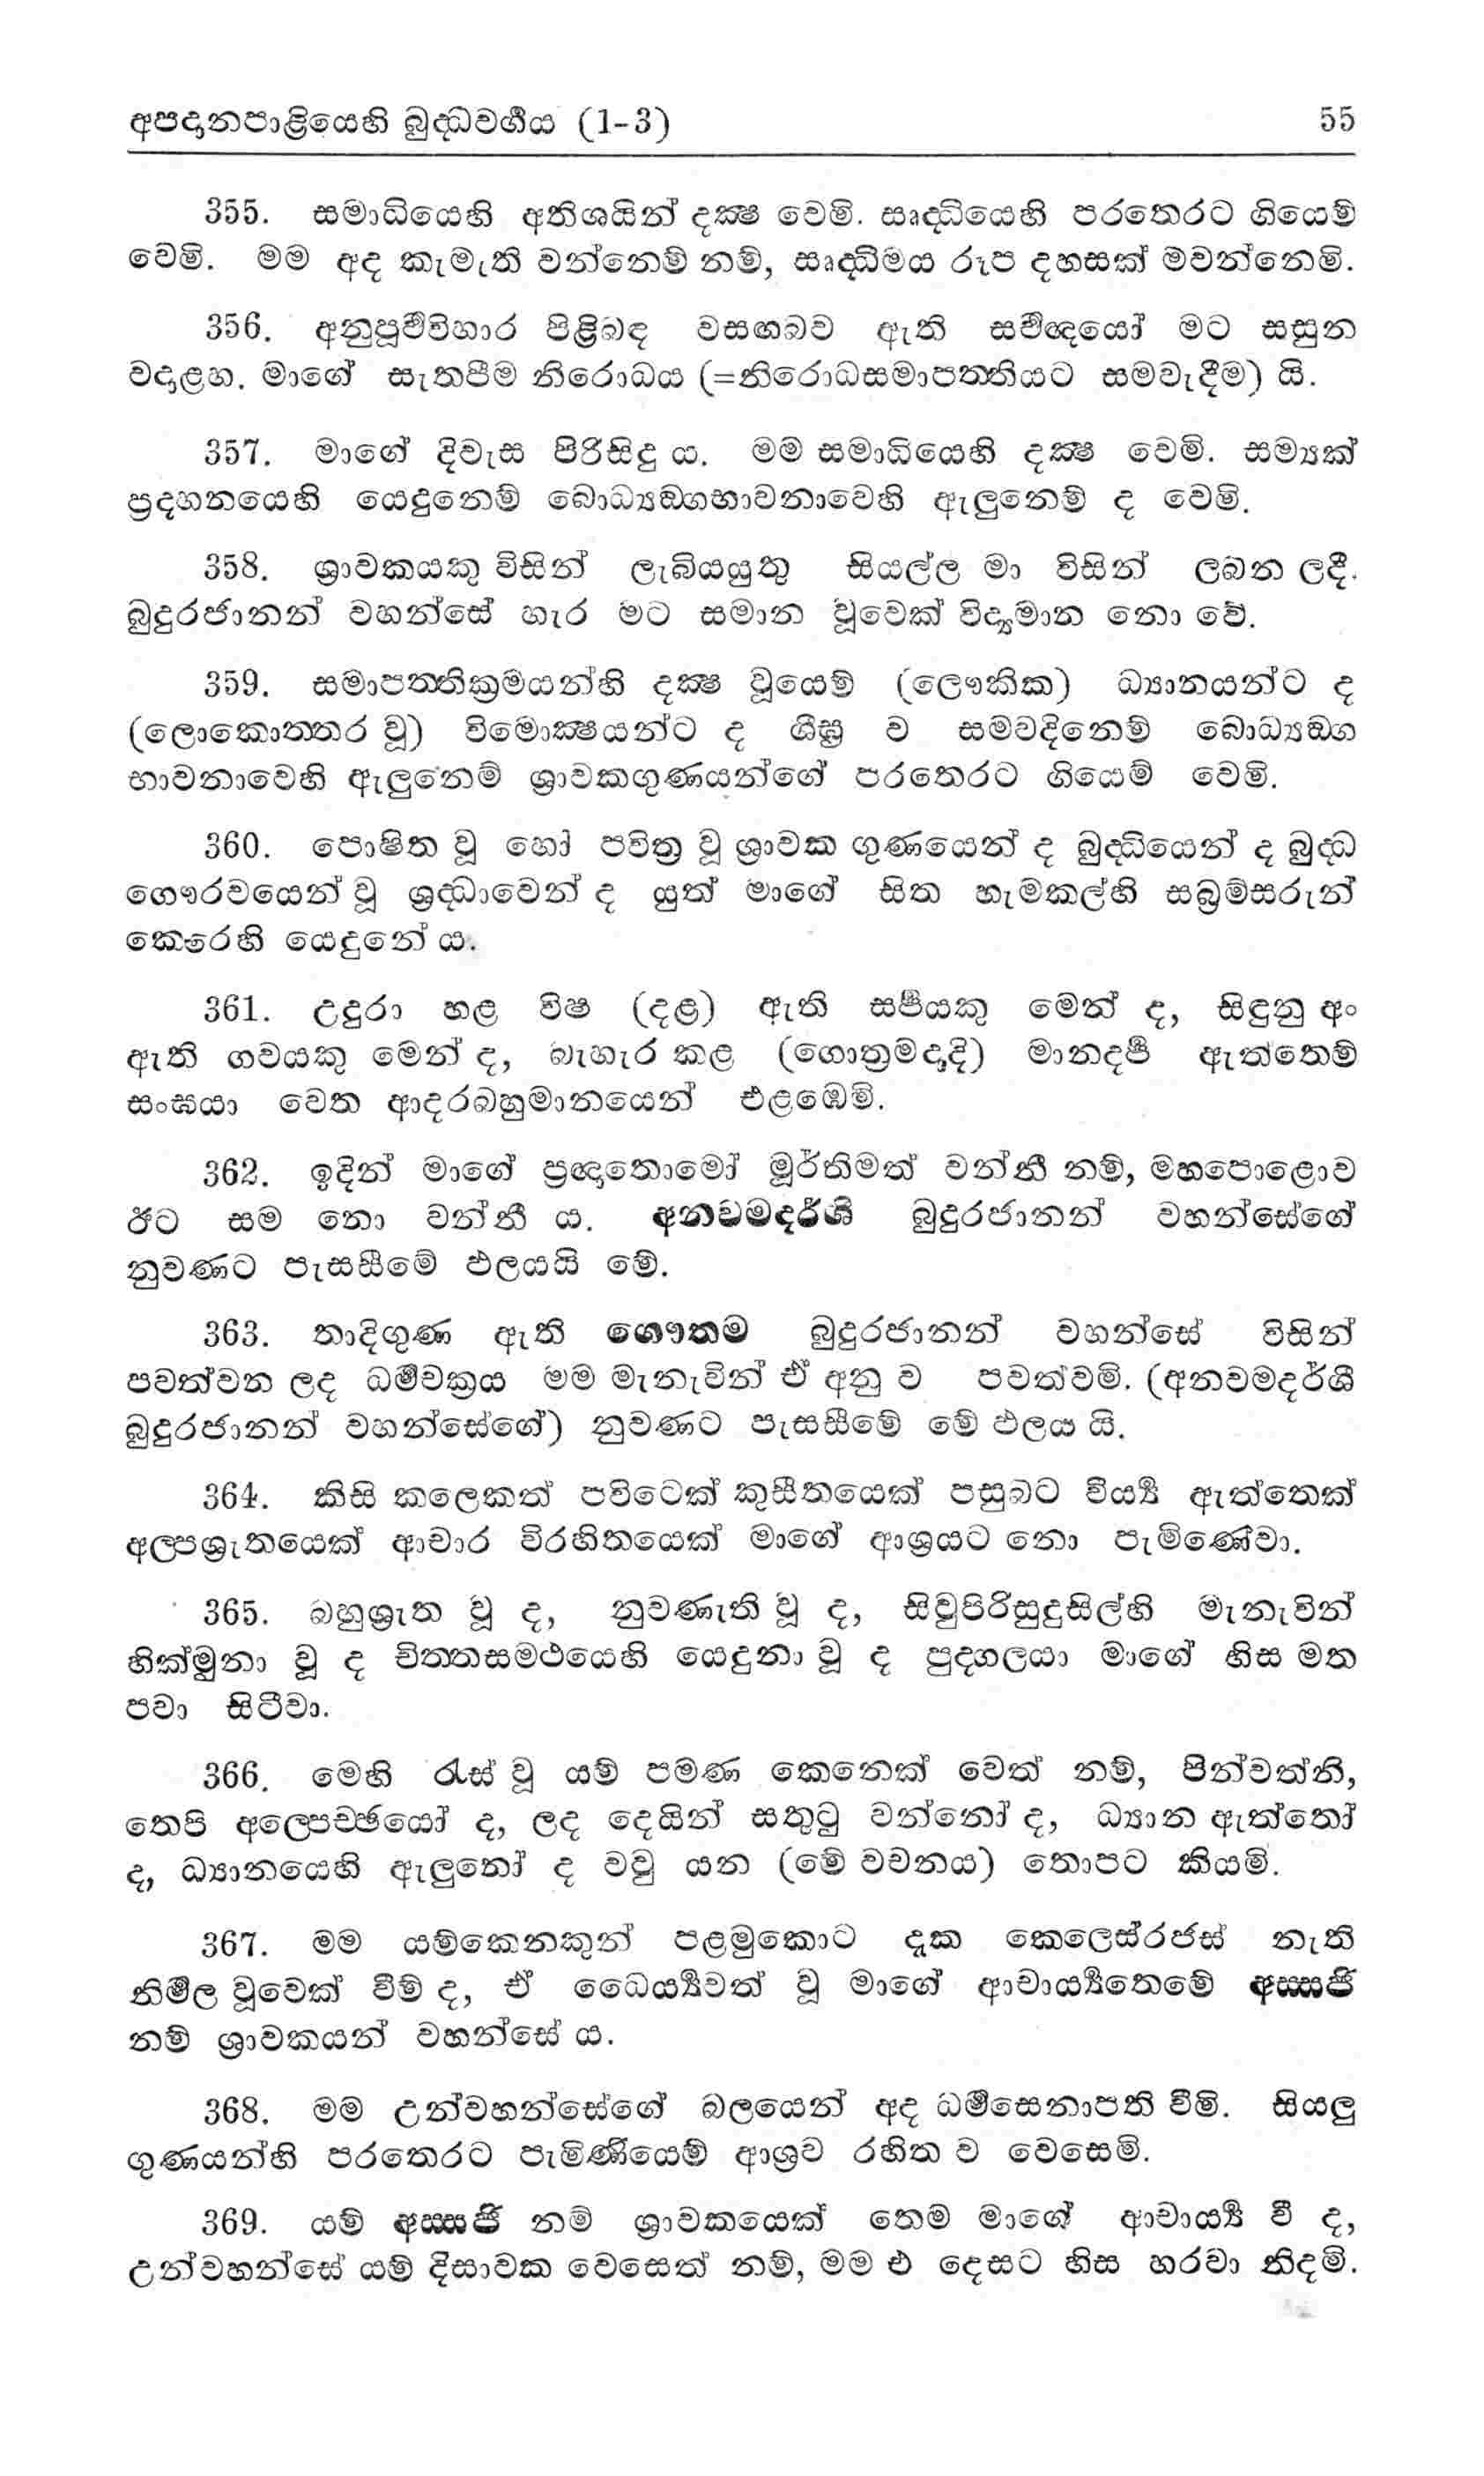 අපදානපාළියෙහි බුද්ධවර්ගය (1-3) 55
355. සමාධියෙහි අතිශයින් දක්ෂ වෙමි. සෘද්ධියෙහි පරතෙරට ගියෙම්
වෙමි. මම අද කැමැති වන්නෙම් නම්, සෘද්ධිමය රූප දහසක් මවන්නෙමි.
356. අනුපූර්වවිහාර පිළිබඳ වසඟබව ඇති සර්වඥයෝ මට සසුන
වදාළහ. මාගේ සැතපීම නිරොධය (=නිරොධසමාපත්තියට සමවැදීම) යි.
357. මාගේ දිවැස පිරිසිදු ය. මම සමාධියෙහි දක්ෂ වෙමි. සම්‍යක්
ප්‍රදහනයෙහි යෙදුනෙම් බොධ්‍යඞ්ගභාවනාවෙහි ඇලුනෙම් ද වෙමි.
358. ශ්‍රාවකයකු විසින් ලැබියයුතු සියල්ල මා විසින් ලබන ලදී.
බුදුරජානන් වහන්සේ හැර මට සමාන වූවෙක් විද්‍යමාන නො වේ.
359. සමාපත්තික්‍රමයන්හි දක්ෂ වූයෙම් (ලෞකික) ධ්‍යානයන්ට ද
(ලොකොත්තර වූ) විමොක්ෂයන්ට ද ශීඝ්‍ර ව සමවදිනෙම් බොධ්‍යඞ්ග
භාවනාවෙහි ඇලුනෙම් ශ්‍රාවකගුණයන්ගේ පරතෙරට ගියෙම් වෙමි.
360. පොෂිත වූ හෝ පවිත්‍ර වූ ශ්‍රාවක ගුණයෙන් ද බුද්ධියෙන් ද බුද්ධ
ගෞරවයෙන් වූ ශ්‍රද්ධාවෙන් ද යුත් මාගේ සිත හැමකල්හි සබ්‍රම්සරුන්
කෙරෙහි යෙදුනේ ය.
361. උදුරා හළ විෂ (දළ) ඇති සර්පයකු මෙන් ද, සිඳුනු අං
ඇති ගවයකු මෙන් ද, බැහැර කළ (ගොත්‍රමදාදි) මානදර්ප ඇත්තෙම්
සංඝයා වෙත ආදරබහුමානයෙන් එළඹෙමි.
362. ඉදින් මාගේ ප්‍රඥාතොමෝ මූර්තිමත් වන්නී නම්, මහපොළොව
ඊට සම නො වන්නී ය. අනවමදර්ශි බුදුරජානන් වහන්සේගේ
නුවණට පැසසීමේ ඵලයයි මේ.
363. තාදිගුණ ඇති ගෞතම බුදුරජානන් වහන්සේ විසින්
පවත්වන ලද ධර්මචක්‍රය මම මැනැවින් ඒ අනු ව පවත්වමි. (අනවමදර්ශී
බුදුරජානන් වහන්සේගේ) නුවණට පැසසීමේ මේ ඵලය යි.
364. කිසි කලෙකත් පවිටෙක් කුසීතයෙක් පසුබට වීර්‍ය්‍ය ඇත්තෙක්
අල්පශ්‍රැතයෙක් ආචාර විරහිතයෙක් මාගේ ආශ්‍රයට නො පැමිණේවා.
365. බහුශ්‍රැත වූ ද, නුවණැති වූ ද, සිවුපිරිසුදුසිල්හි මැනැවින්
හික්මුනා වූ ද චිත්තසමථයෙහි යෙදුනා වූ ද පුද්ගලයා මාගේ හිස මත
පවා සිටීවා.
366. මෙහි රැස් වූ යම් පමණ කෙනෙක් වෙත් නම්, පින්වත්නි,
තෙපි අල්පෙච්ඡයෝ ද, ලද දෙයින් සතුටු වන්නෝ ද, ධ්‍යාන ඇත්තෝ
ද, ධ්‍යානයෙහි ඇලුනෝ ද වවු යන (මේ වචනය) තොපට කියමි.
367. මම යම්කෙනකුන් පළමුකොට දැක කෙලෙස්රජස් නැති
නිර්මල වූවෙක් වීම් ද, ඒ ධෛර්‍ය්‍යවත් වූ මාගේ ආචාර්‍ය්‍යතෙමේ අස්සජි
නම් ශ්‍රාවකයන් වහන්සේ ය.
368. මම උන්වහන්සේගේ බලයෙන් අද ධර්මසෙනාපති වීමි. සියලු
ගුණයන්හි පරතෙරට පැමිණියෙම් ආශ්‍රව රහිත ව වෙසෙමි.
369. යම් අස්සජි නම් ශ්‍රාවකයෙක් තෙම මාගේ ආචාර්‍ය්‍ය වී ද,
උන්වහන්සේ යම් දිසාවක වෙසෙත් නම්, මම එ දෙසට හිස හරවා නිදමි.